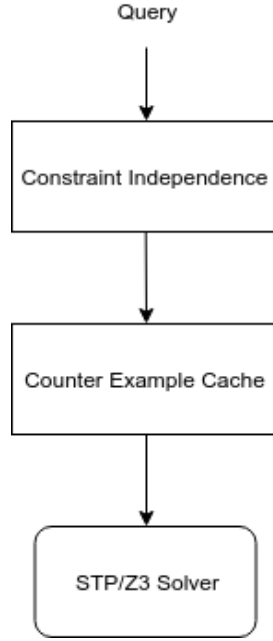 Query
Constraint Independence
Counter Example Cache
STP/Z3 Solver